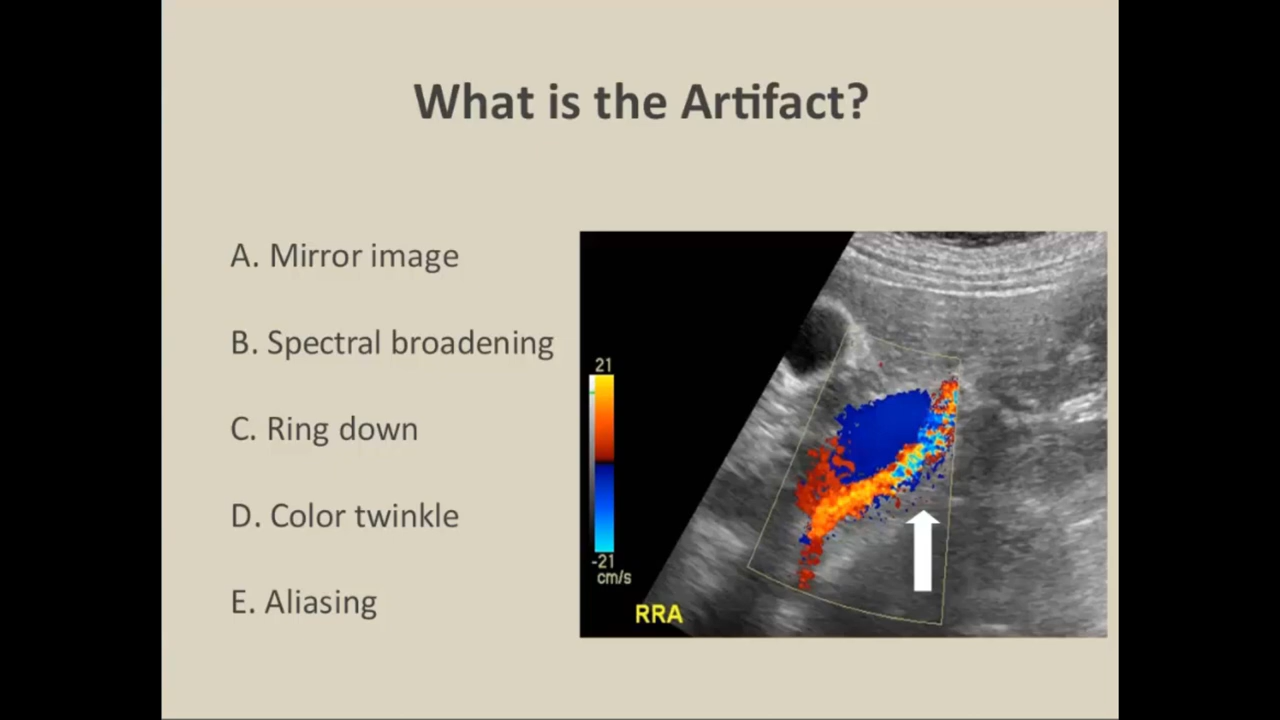 What is the Artifact?
A. Mirror image
B. Spectral broadening
C. Ring down
D. Color twinkle
E. Aliasing
21
-21
cm/s
RRA